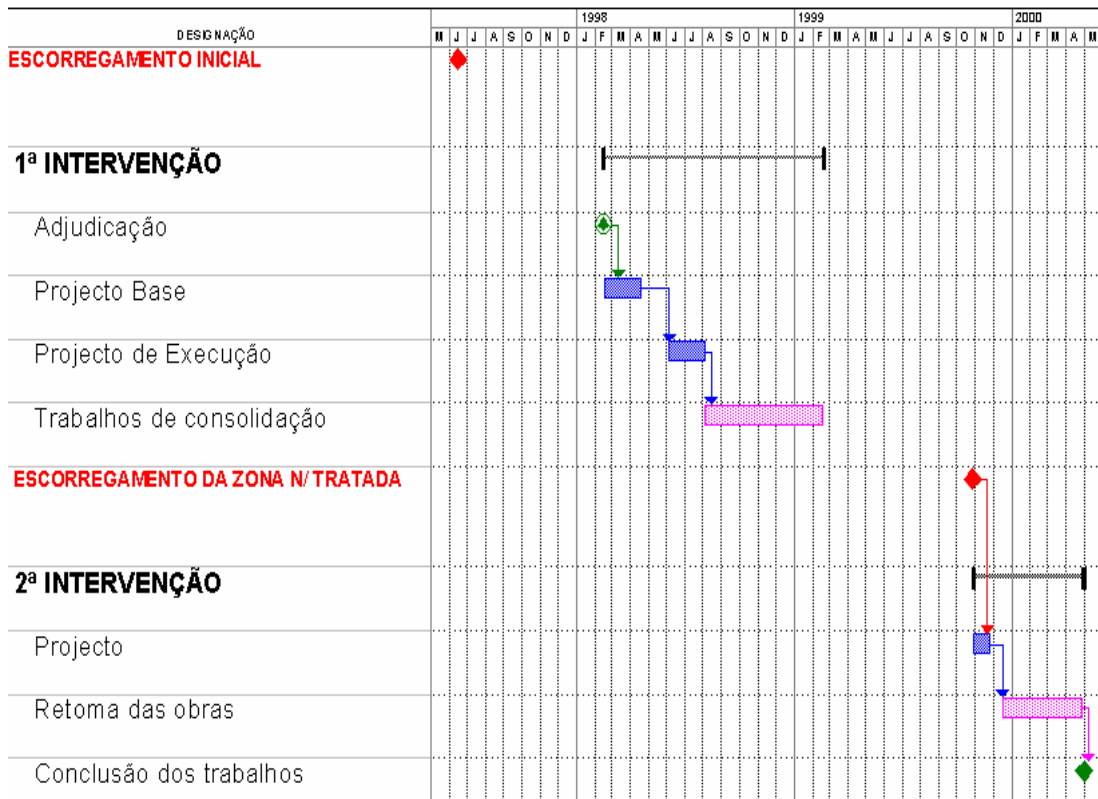 1998 1999 2000
DESIGNAÇÃO M J J A S O N D J F M A M J J A S O N D J F M A M J J A S O N D J F M A M
ESCORREGAMENTO INICIAL
1ª INTERVENÇÃO
Adjudicação
Projecto Base
Projecto de Execução
Trabalhos de consolidação
ESCORREGAMENTO DA ZONA N/ TRATADA
2ª INTERVENÇÃO
Projecto
Retoma das obras
Conclusão dos trabalhos